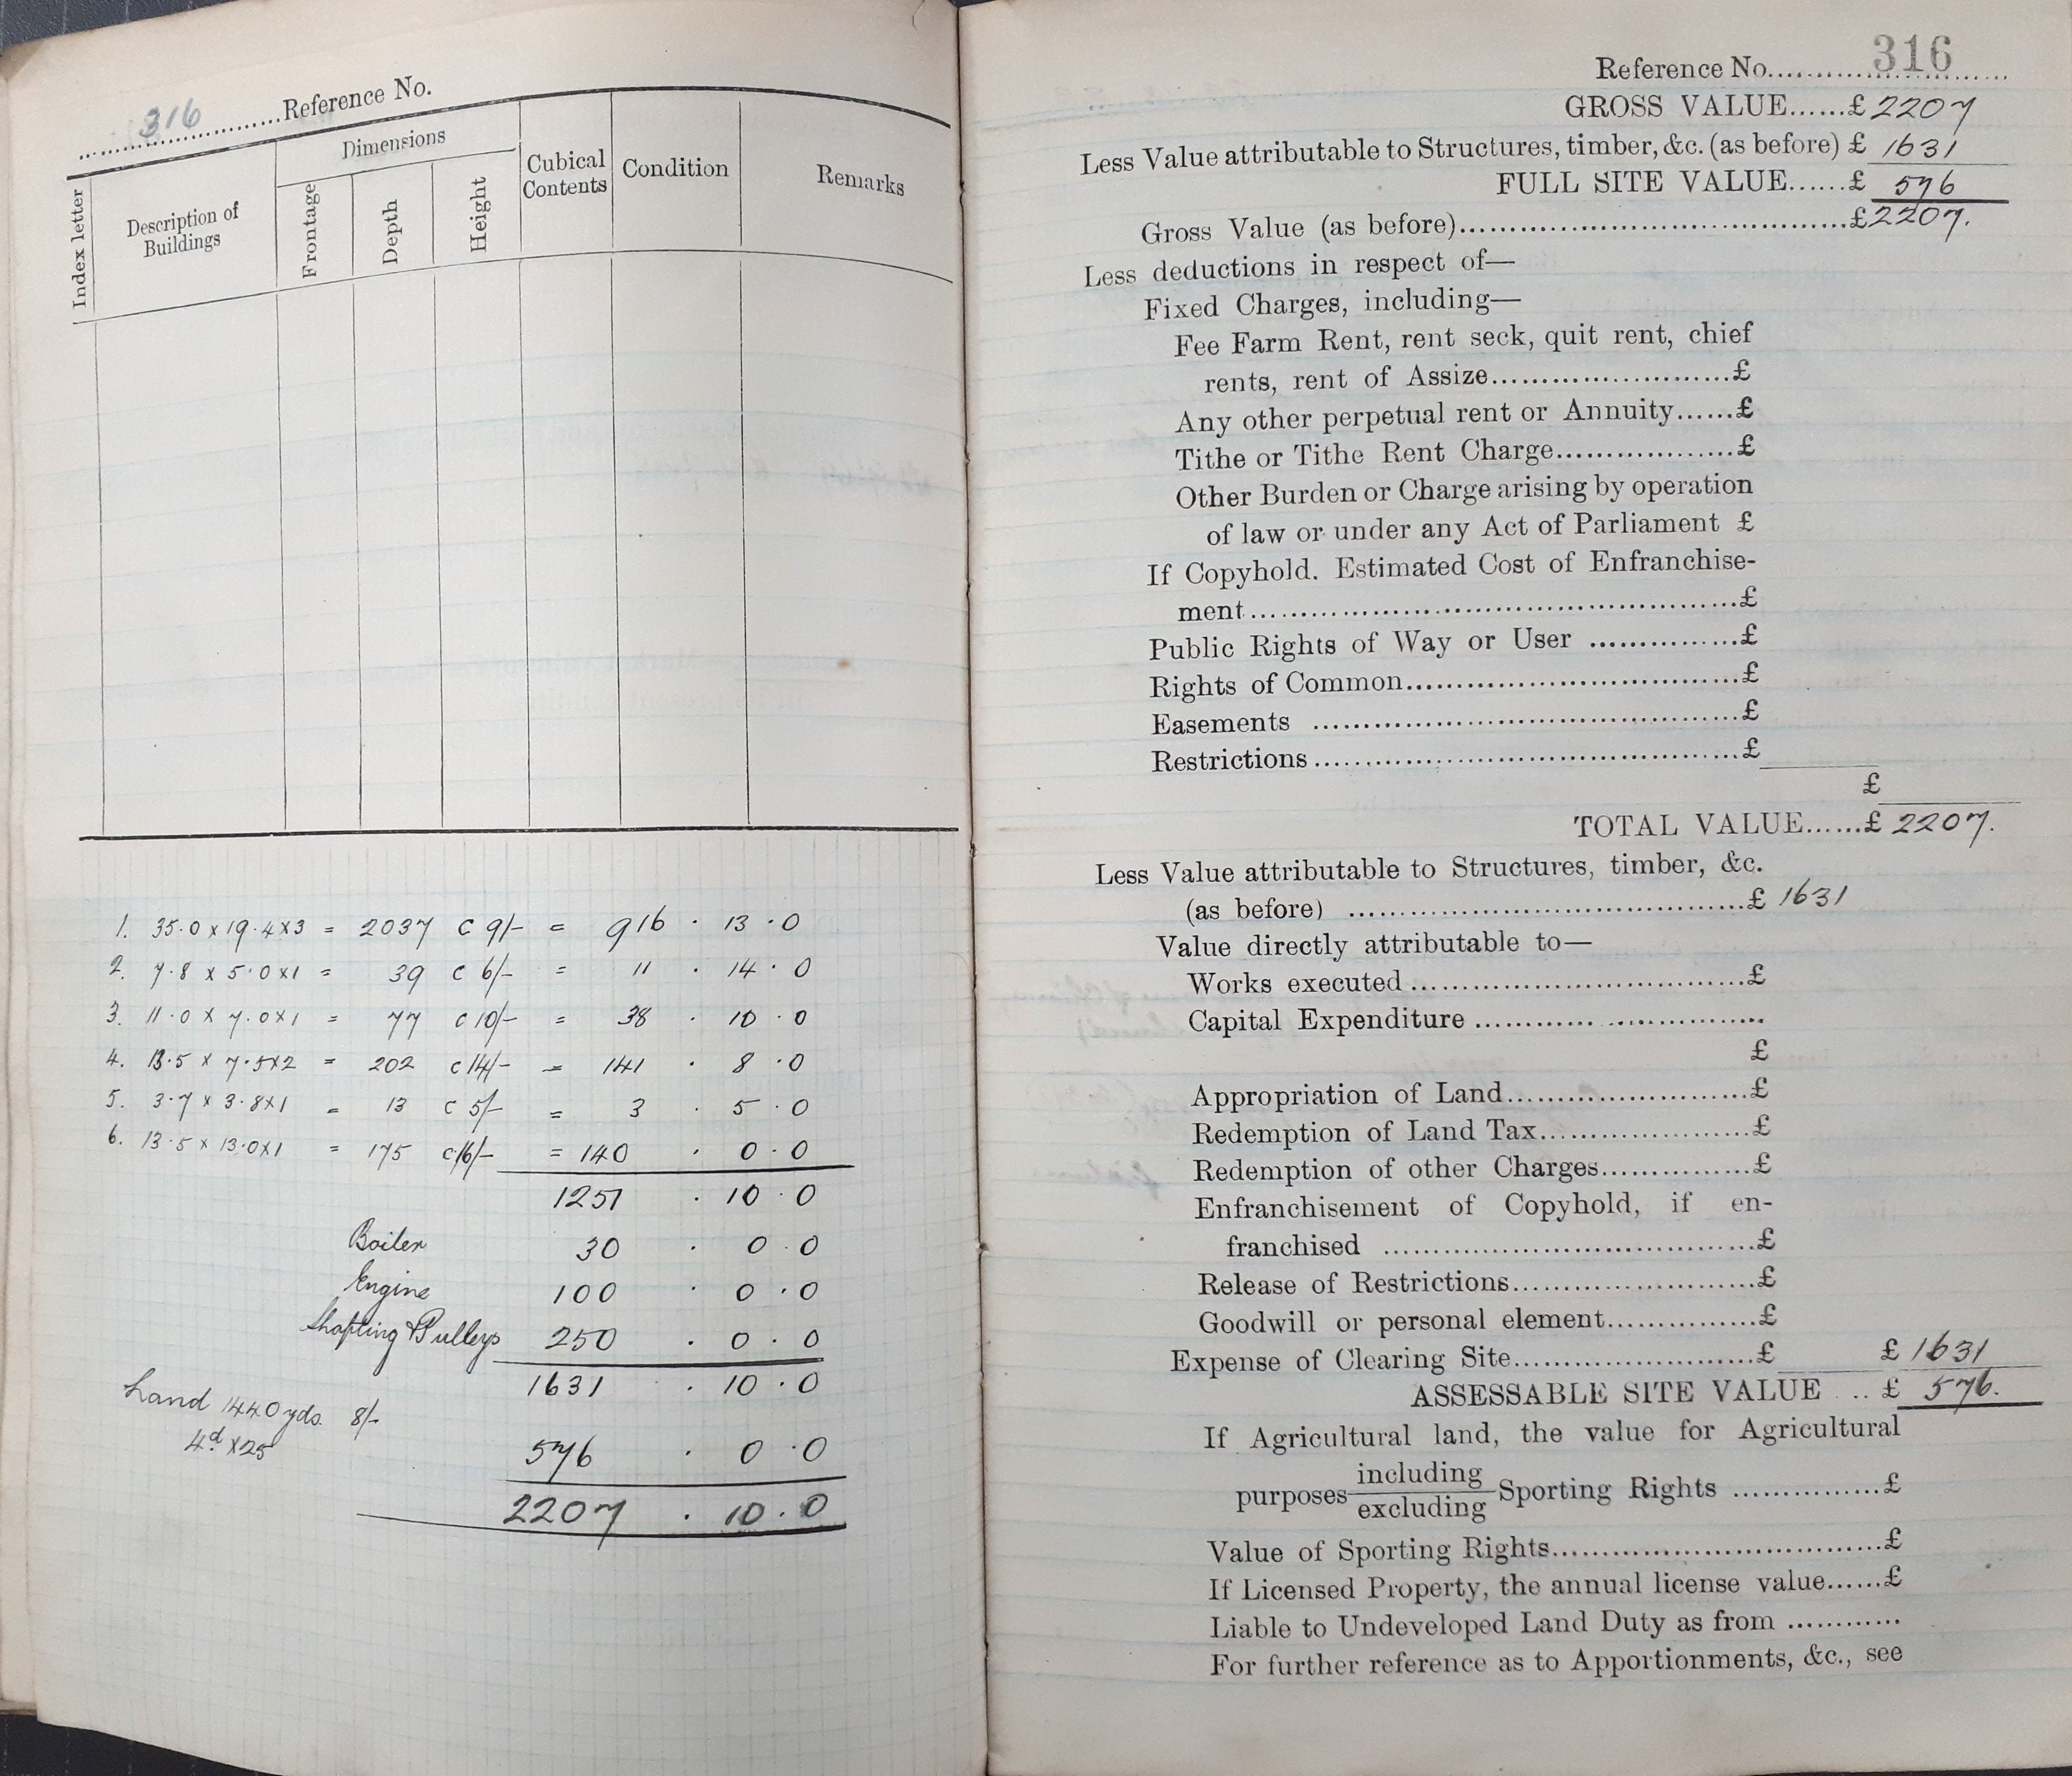 316 Reference No.
Index letter
Description of
Buildings
Dimensions
Frontage
Depth
Height
Cubical
Contents
Condition
Remarks
1. 35.0 x 19.4 x 3 = 2037 c 9/- = 916 . 13 . 0
2. 7.8 x 5.0 x 1 = 39 c 6/- = 11 . 14 . 0
3. 11.0 x 7.0 x 1 = 77 c 10/- = 38 . 10 . 0
4. 13.5 x 7.5 x 2 = 202 c 14/- = 141 . 8 . 0
5. 3.7 x 3.8 x 1 = 13 c 5/- = 3 . 5 . 0
6. 13.5 x 13.0 x 1 = 175 c 16/- = 140 . 0 . 0
1251 . 10 . 0
Boiler 30 . 0 . 0
Engine 100 . 0 . 0
Shafting & Pulleys 250 . 0 . 0
1631 . 10 . 0
Land 1440 yds. 8/-
4d x 25 576 . 0 . 0
2207 . 10 . 0
Reference No. 316
GROSS VALUE......£ 2207
Less Value attributable to Structures, timber, &c. (as before) £ 1631
FULL SITE VALUE......£ 576
Gross Value (as before)......£ 2207.
Less deductions in respect of—
Fixed Charges, including—
Fee Farm Rent, rent seck, quit rent, chief
rents, rent of Assize......£
Any other perpetual rent or Annuity......£
Tithe or Tithe Rent Charge......£
Other Burden or Charge arising by operation
of law or under any Act of Parliament £
If Copyhold. Estimated Cost of Enfranchise-
ment......£
Public Rights of Way or User ......£
Rights of Common......£
Easements ......£
Restrictions......£
£
TOTAL VALUE......£ 2207.
Less Value attributable to Structures, timber, &c.
(as before) ......£ 1631
Value directly attributable to—
Works executed ......£
Capital Expenditure ......
£
Appropriation of Land......£
Redemption of Land Tax......£
Redemption of other Charges......£
Enfranchisement of Copyhold, if en-
franchised ......£
Release of Restrictions......£
Goodwill or personal element......£
Expense of Clearing Site......£ £ 1631
ASSESSABLE SITE VALUE ... £ 576.
If Agricultural land, the value for Agricultural
including
purposes Sporting Rights ......£
excluding
Value of Sporting Rights......£
If Licensed Property, the annual license value......£
Liable to Undeveloped Land Duty as from ............
For further reference as to Apportionments, &c., see